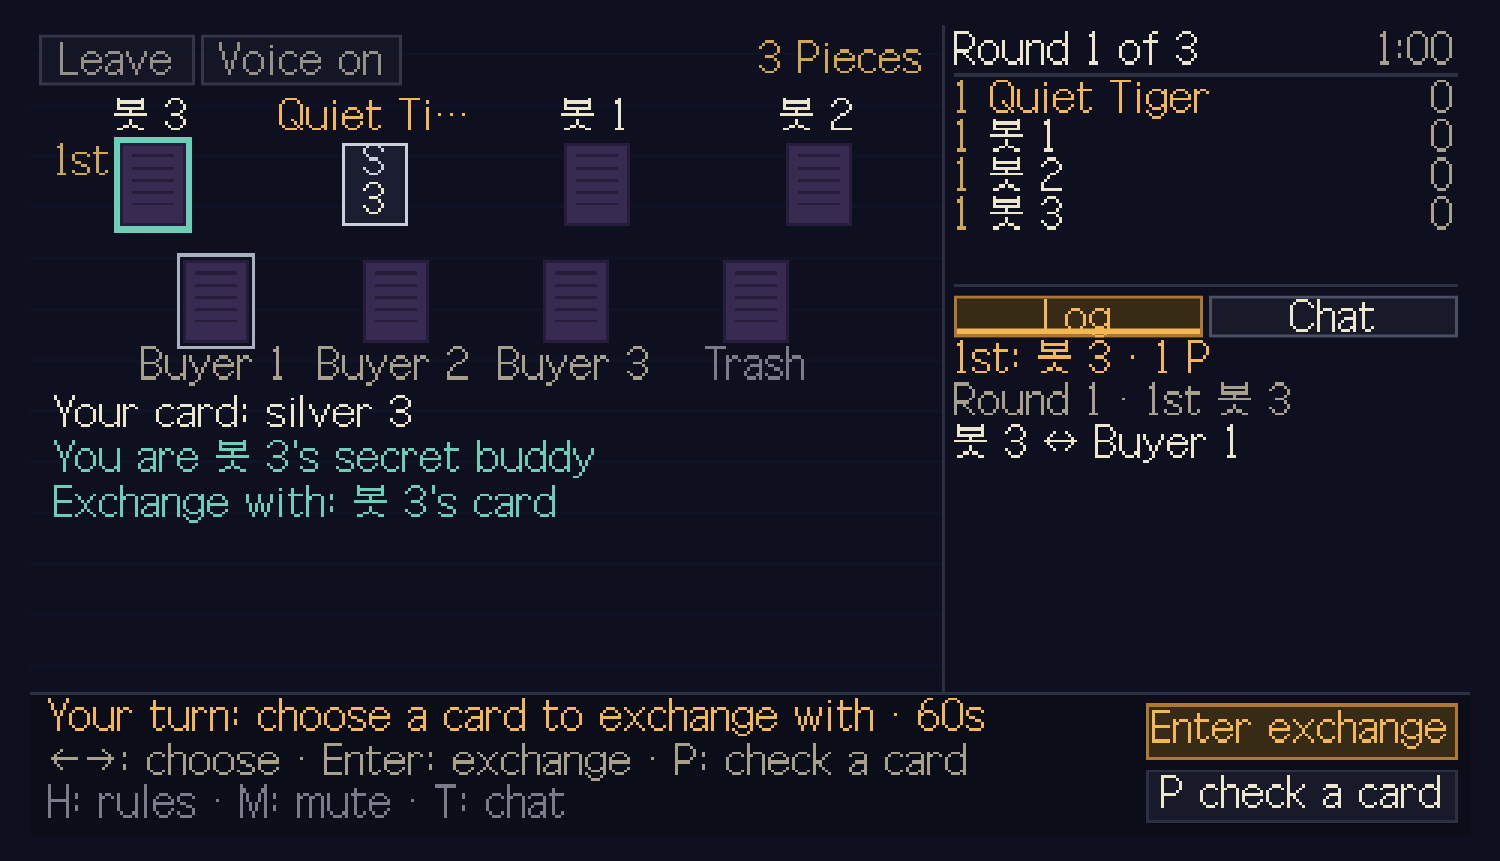 Leave Voice on 3 Pieces
봇 3 Quiet Ti··· 봇 1 봇 2
1st
S
3
Buyer 1 Buyer 2 Buyer 3 Trash
Your card: silver 3
You are 봇 3's secret buddy
Exchange with: 봇 3's card
Round 1 of 3 1:00
1 Quiet Tiger 0
1 봇 1 0
1 봇 2 0
1 봇 3 0
Log Chat
1st: 봇 3 · 1 P
Round 1 · 1st 봇 3
봇 3 ↔ Buyer 1
Your turn: choose a card to exchange with · 60s
←→: choose · Enter: exchange · P: check a card
H: rules · M: mute · T: chat
Enter exchange
P check a card